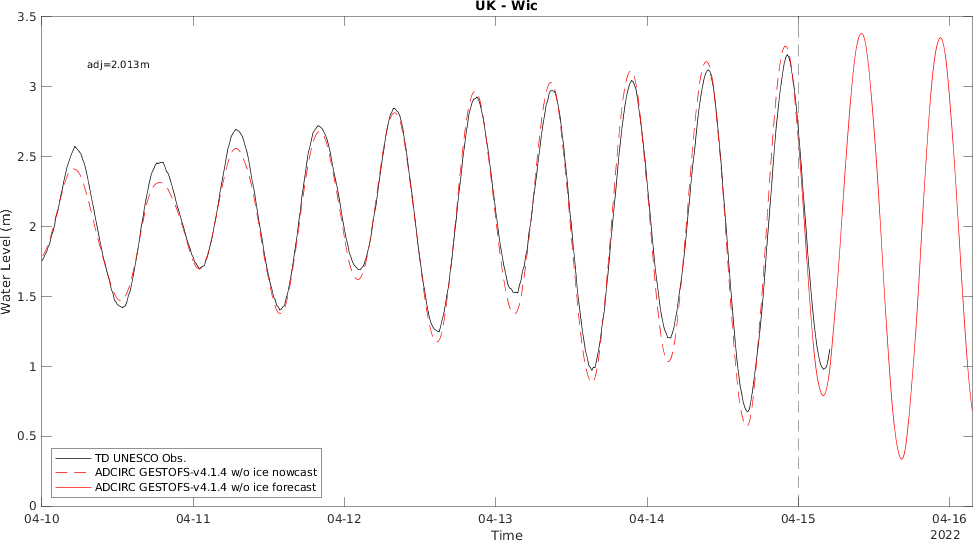 UK - Wic
adj=2.013m
Water Level (m)
3.5
3
2.5
2
1.5
1
0.5
0
TD UNESCO Obs.
ADCIRC GESTOFS-v4.1.4 w/o ice nowcast
ADCIRC GESTOFS-v4.1.4 w/o ice forecast
04-10 04-11 04-12 04-13 04-14 04-15 04-16
Time
2022